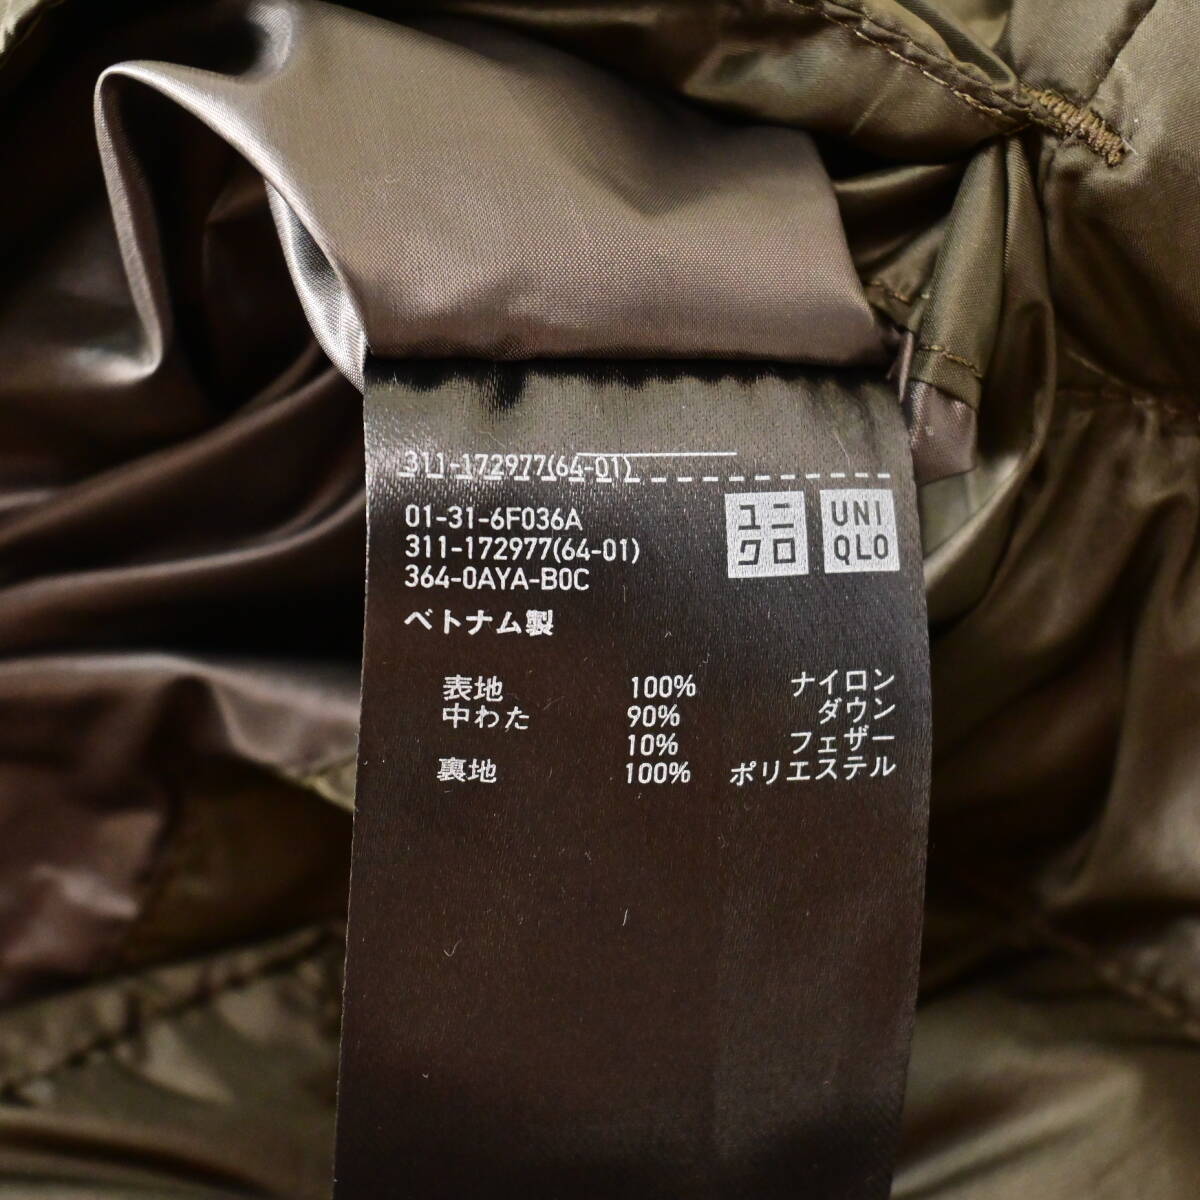 311-172977(64-01)
01-31-6F036A
311-172977(64-01)
364-0AYA-B0C
ベトナム製
ユニ
クロ
UNI
QLO
表地 100% ナイロン
中わた 90% ダウン
10% フェザー
裏地 100% ポリエステル